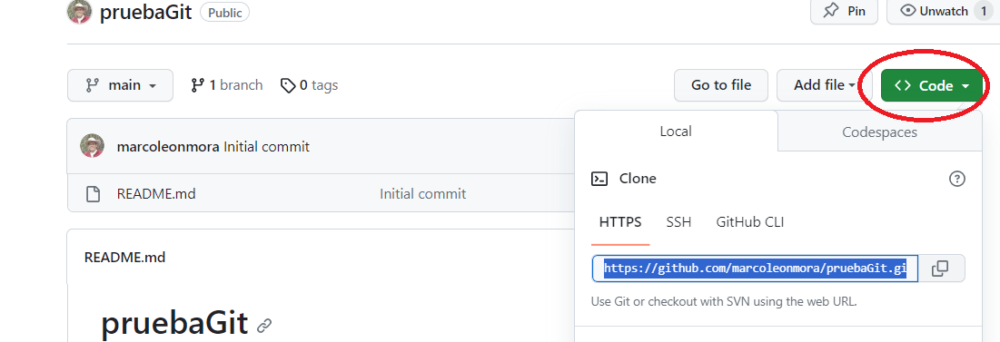 pruebaGit Public
Pin
Unwatch 1
main
1 branch
0 tags
Go to file
Add file
Code
marcoleonmora Initial commit
README.md Initial commit
README.md
pruebaGit
Local
Codespaces
Clone
HTTPS
SSH
GitHub CLI
https://github.com/marcoleonmora/pruebaGit.gi
Use Git or checkout with SVN using the web URL.